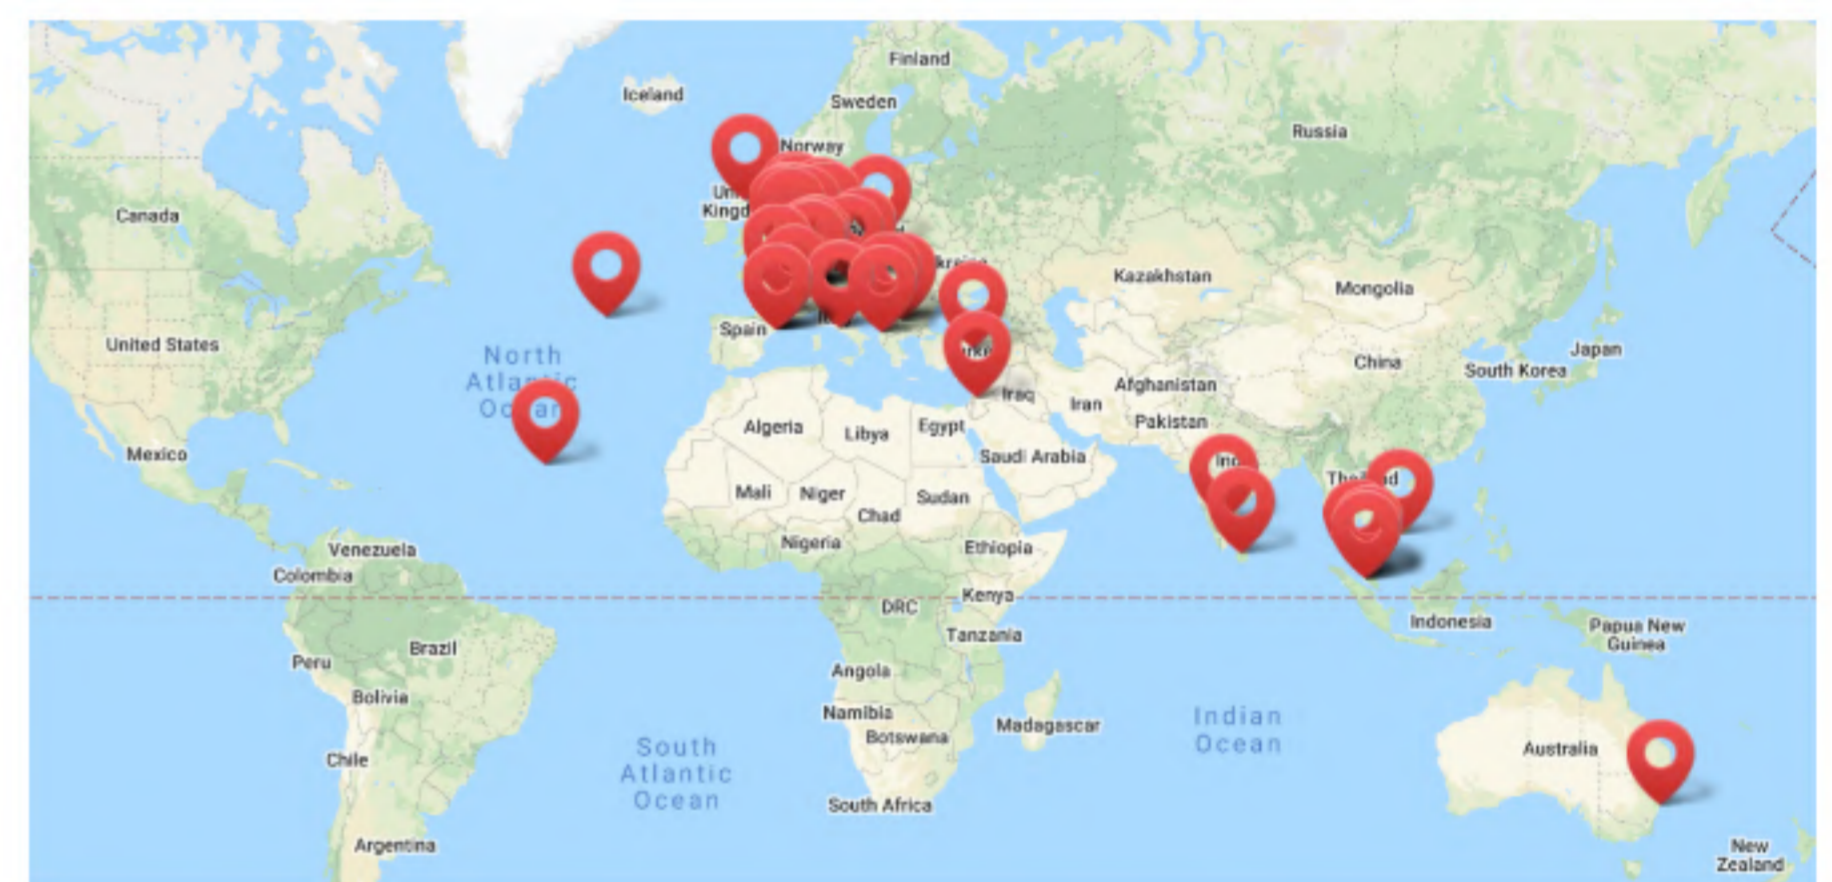 Finland
Iceland
Sweden
Russia
Norway
Canada
Kazakhstan
Mongolia
Spain
United States
Japan
China
South Korea
North
Atlantic
Afghanistan
Iraq
Iran
Pakistan
Mexico
Algeria
Libya
Egypt
Saudi Arabia
Mali
Niger
Sudan
Chad
Nigeria
Ethiopia
Venezuela
Colombia
Kenya
DRC
Indonesia
Papua New
Guinea
Tanzania
Brazil
Peru
Angola
Bolivia
Namibia
Madagascar
Indian
Ocean
Botswana
South
Atlantic
Ocean
Australia
Chile
South Africa
Argentina
New
Zealand